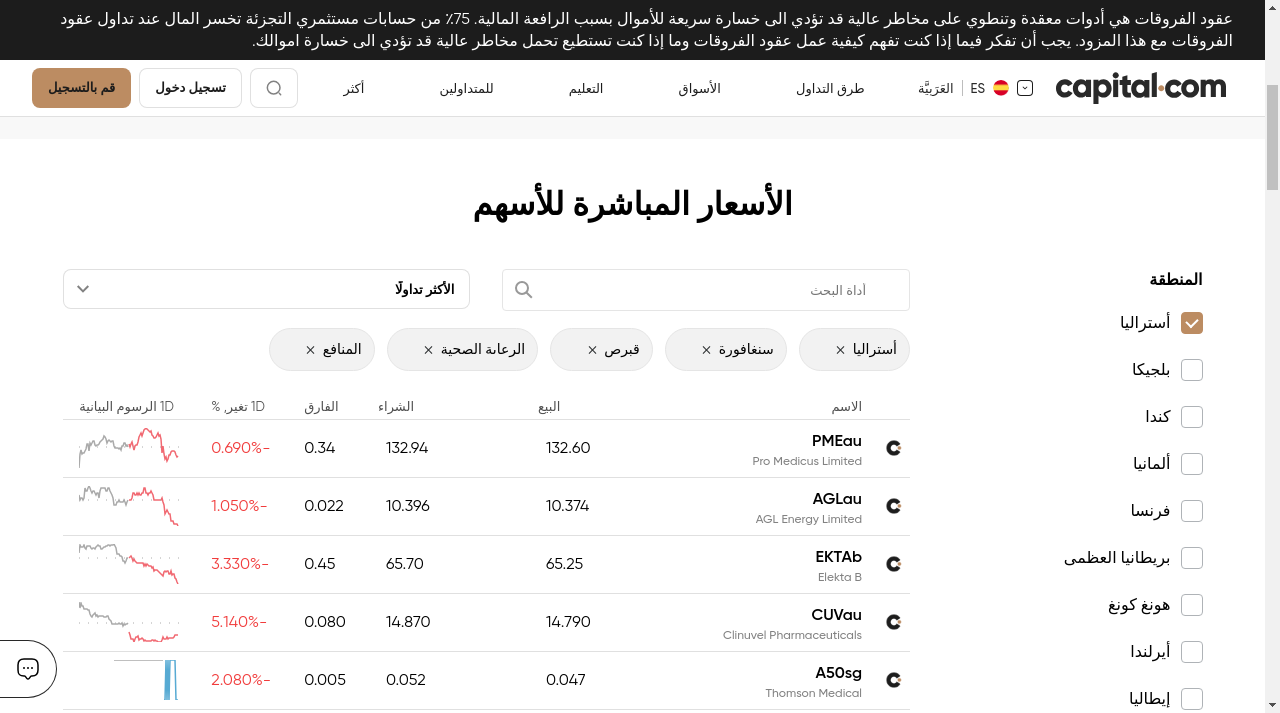 عقود الفروقات هي أدوات معقدة وتنطوي على مخاطر عالية قد تؤدي الى خسارة سريعة للأموال بسبب الرافعة المالية. 75٪ من حسابات مستثمري التجزئة تخسر المال عند تداول عقود
الفروقات مع هذا المزود. يجب أن تفكر فيما إذا كنت تفهم كيفية عمل عقود الفروقات وما إذا كنت تستطيع تحمل مخاطر عالية قد تؤدي الى خسارة اموالك.
capital.com
ES العَرَبيَّة
طرق التداول
الأسواق
التعليم
للمتداولين
أكثر
تسجيل دخول
قم بالتسجيل
الأسعار المباشرة للأسهم
المنطقة
أستراليا
بلجيكا
كندا
ألمانيا
فرنسا
بريطانيا العظمى
هونغ كونغ
أيرلندا
إيطاليا
أداة البحث
الأكثر تداولًا
أستراليا ×
سنغافورة ×
قبرص ×
الرعاىة الصحية ×
المنافع ×
الاسم البيع الشراء الفارق 1D تغير, % 1D الرسوم البيانية
PMEau 132.60 132.94 0.34 0.690%-
Pro Medicus Limited
AGLau 10.374 10.396 0.022 1.050%-
AGL Energy Limited
EKTAb 65.25 65.70 0.45 3.330%-
Elekta B
CUVau 14.790 14.870 0.080 5.140%-
Clinuvel Pharmaceuticals
A50sg 0.047 0.052 0.005 2.080%-
Thomson Medical